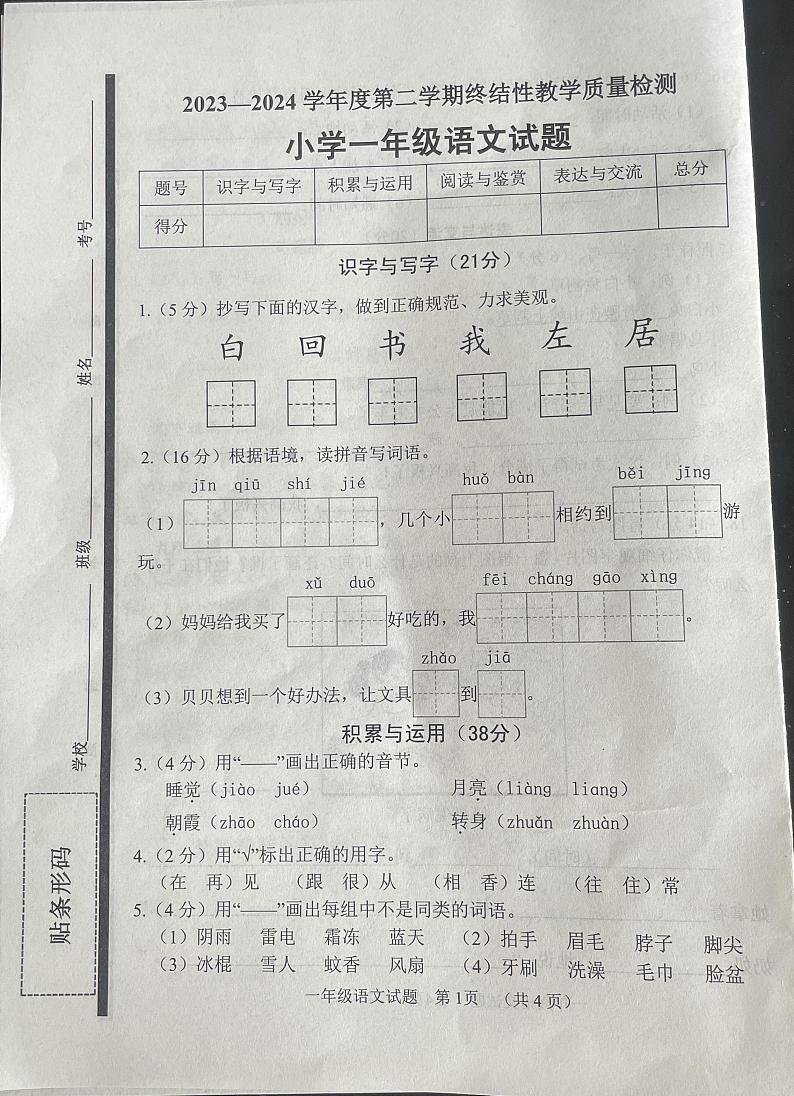 2023—2024 学年度第二学期终结性教学质量检测
小学一年级语文试题
题号 识字与写字 积累与运用 阅读与鉴赏 表达与交流 总分
得分
识字与写字（21分）
1.（5 分）抄写下面的汉字，做到正确规范、力求美观。
白 回 书 我 左 居
2.（16 分）根据语境，读拼音写词语。
jīn qiū shí jié huǒ bàn běi jīng
（1） ，几个小 相约到 游
玩。
xǔ duō fēi cháng gāo xìng
（2）妈妈给我买了 好吃的，我 。
zhǎo jiā
（3）贝贝想到一个好办法，让文具 到 。
积累与运用（38分）
3.（4 分）用“——”画出正确的音节。
睡觉（jiào jué） 月亮（liàng liang）
朝霞（zhāo cháo） 转身（zhuǎn zhuàn）
4.（2 分）用“√”标出正确的用字。
（在 再）见 （跟 很）从 （相 香）连 （往 住）常
5.（4 分）用“——”画出每组中不是同类的词语。
（1）阴雨 雷电 霜冻 蓝天 （2）拍手 眉毛 脖子 脚尖
（3）冰棍 雪人 蚊香 风扇 （4）牙刷 洗澡 毛巾 脸盆
一年级语文试题 第 1页 （共 4 页）
学校 班级 姓名 考号
贴条形码